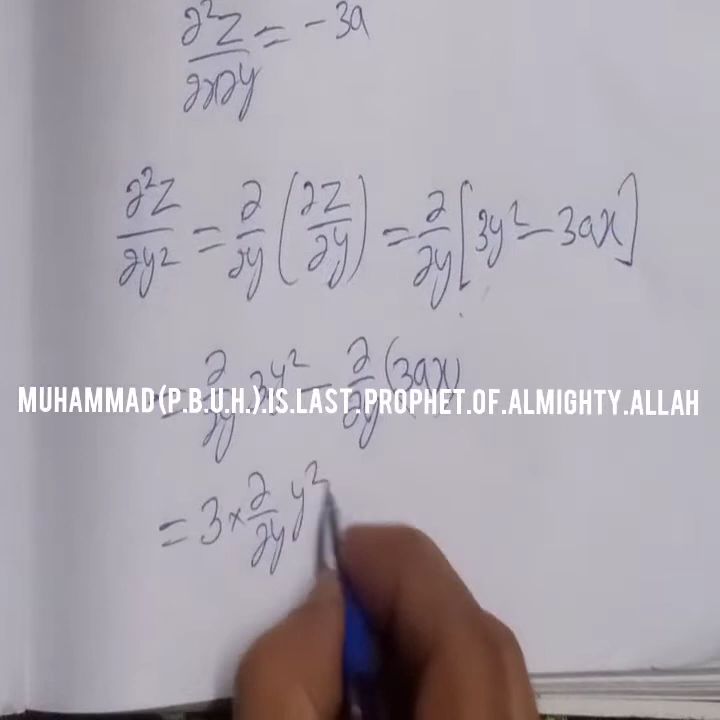 ∂²Z/∂x∂y = -3a
∂²Z/∂y² = ∂/∂y (∂Z/∂y) = ∂/∂y [3y² - 3ax]
= ∂/∂y 3y² - ∂/∂y (3ax)
MUHAMMAD(P.B.U.H.).IS.LAST.PROPHET.OF.ALMIGHTY.ALLAH
= 3 × ∂/∂y y²